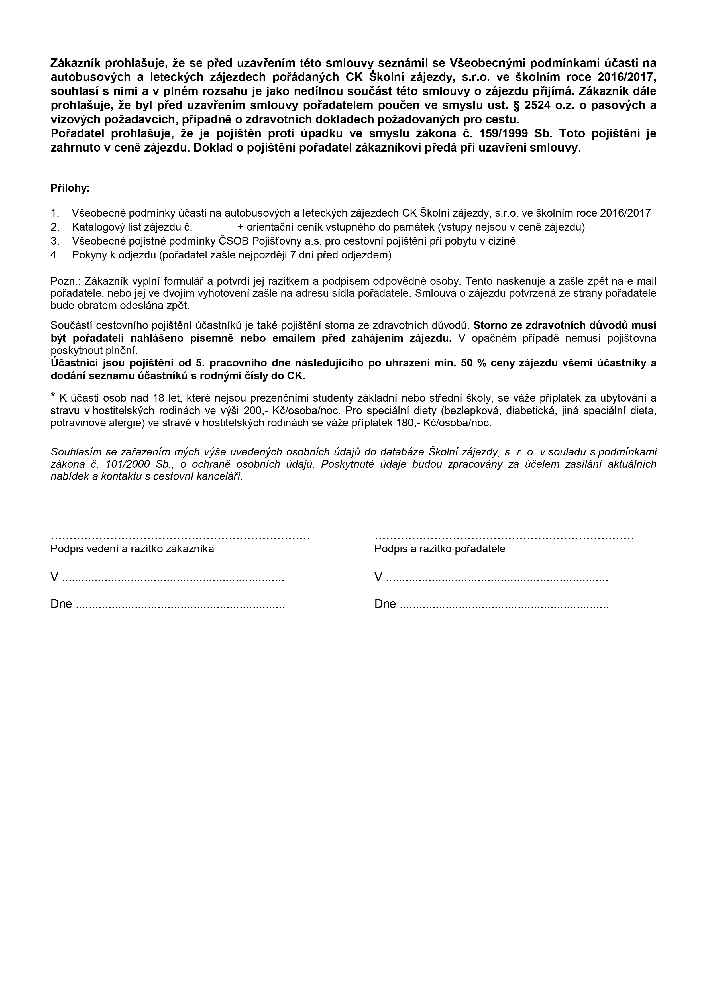 Zákazník prohlašuje, že se před uzavřením této smlouvy seznámil se Všeobecnými podmínkami účasti na
autobusových a leteckých zájezdech pořádaných CK Školní zájezdy, s.r.o. ve školním roce 2016/2017,
souhlasí s nimi a v plném rozsahu je jako nedílnou součást této smlouvy o zájezdu přijímá. Zákazník dále
prohlašuje, že byl před uzavřením smlouvy pořadatelem poučen ve smyslu ust. § 2524 o.z. o pasových a
vízových požadavcích, případně o zdravotních dokladech požadovaných pro cestu.
Pořadatel prohlašuje, že je pojištěn proti úpadku ve smyslu zákona č. 159/1999 Sb. Toto pojištění je
zahrnuto v ceně zájezdu. Doklad o pojištění pořadatel zákazníkovi předá při uzavření smlouvy.
Přílohy:
1. Všeobecné podmínky účasti na autobusových a leteckých zájezdech CK Školní zájezdy, s.r.o. ve školním roce 2016/2017
2. Katalogový list zájezdu č. + orientační ceník vstupného do památek (vstupy nejsou v ceně zájezdu)
3. Všeobecné pojistné podmínky ČSOB Pojišťovny a.s. pro cestovní pojištění při pobytu v cizině
4. Pokyny k odjezdu (pořadatel zašle nejpozději 7 dní před odjezdem)
Pozn.: Zákazník vyplní formulář a potvrdí jej razítkem a podpisem odpovědné osoby. Tento naskenuje a zašle zpět na e-mail
pořadatele, nebo jej ve dvojím vyhotovení zašle na adresu sídla pořadatele. Smlouva o zájezdu potvrzená ze strany pořadatele
bude obratem odeslána zpět.
Součástí cestovního pojištění účastníků je také pojištění storna ze zdravotních důvodů. Storno ze zdravotních důvodů musí
být pořadateli nahlášeno písemně nebo emailem před zahájením zájezdu. V opačném případě nemusí pojišťovna
poskytnout plnění.
Účastníci jsou pojištěni od 5. pracovního dne následujícího po uhrazení min. 50 % ceny zájezdu všemi účastníky a
dodání seznamu účastníků s rodnými čísly do CK.
* K účasti osob nad 18 let, které nejsou prezenčními studenty základní nebo střední školy, se váže příplatek za ubytování a
stravu v hostitelských rodinách ve výši 200,- Kč/osoba/noc. Pro speciální diety (bezlepková, diabetická, jiná speciální dieta,
potravinové alergie) ve stravě v hostitelských rodinách se váže příplatek 180,- Kč/osoba/noc.
Souhlasím se zařazením mých výše uvedených osobních údajů do databáze Školní zájezdy, s. r. o. v souladu s podmínkami
zákona č. 101/2000 Sb., o ochraně osobních údajů. Poskytnuté údaje budou zpracovány za účelem zasílání aktuálních
nabídek a kontaktu s cestovní kanceláří.
..................................................................... .....................................................................
Podpis vedení a razítko zákazníka Podpis a razítko pořadatele
V .................................................................... V ....................................................................
Dne ................................................................ Dne ................................................................